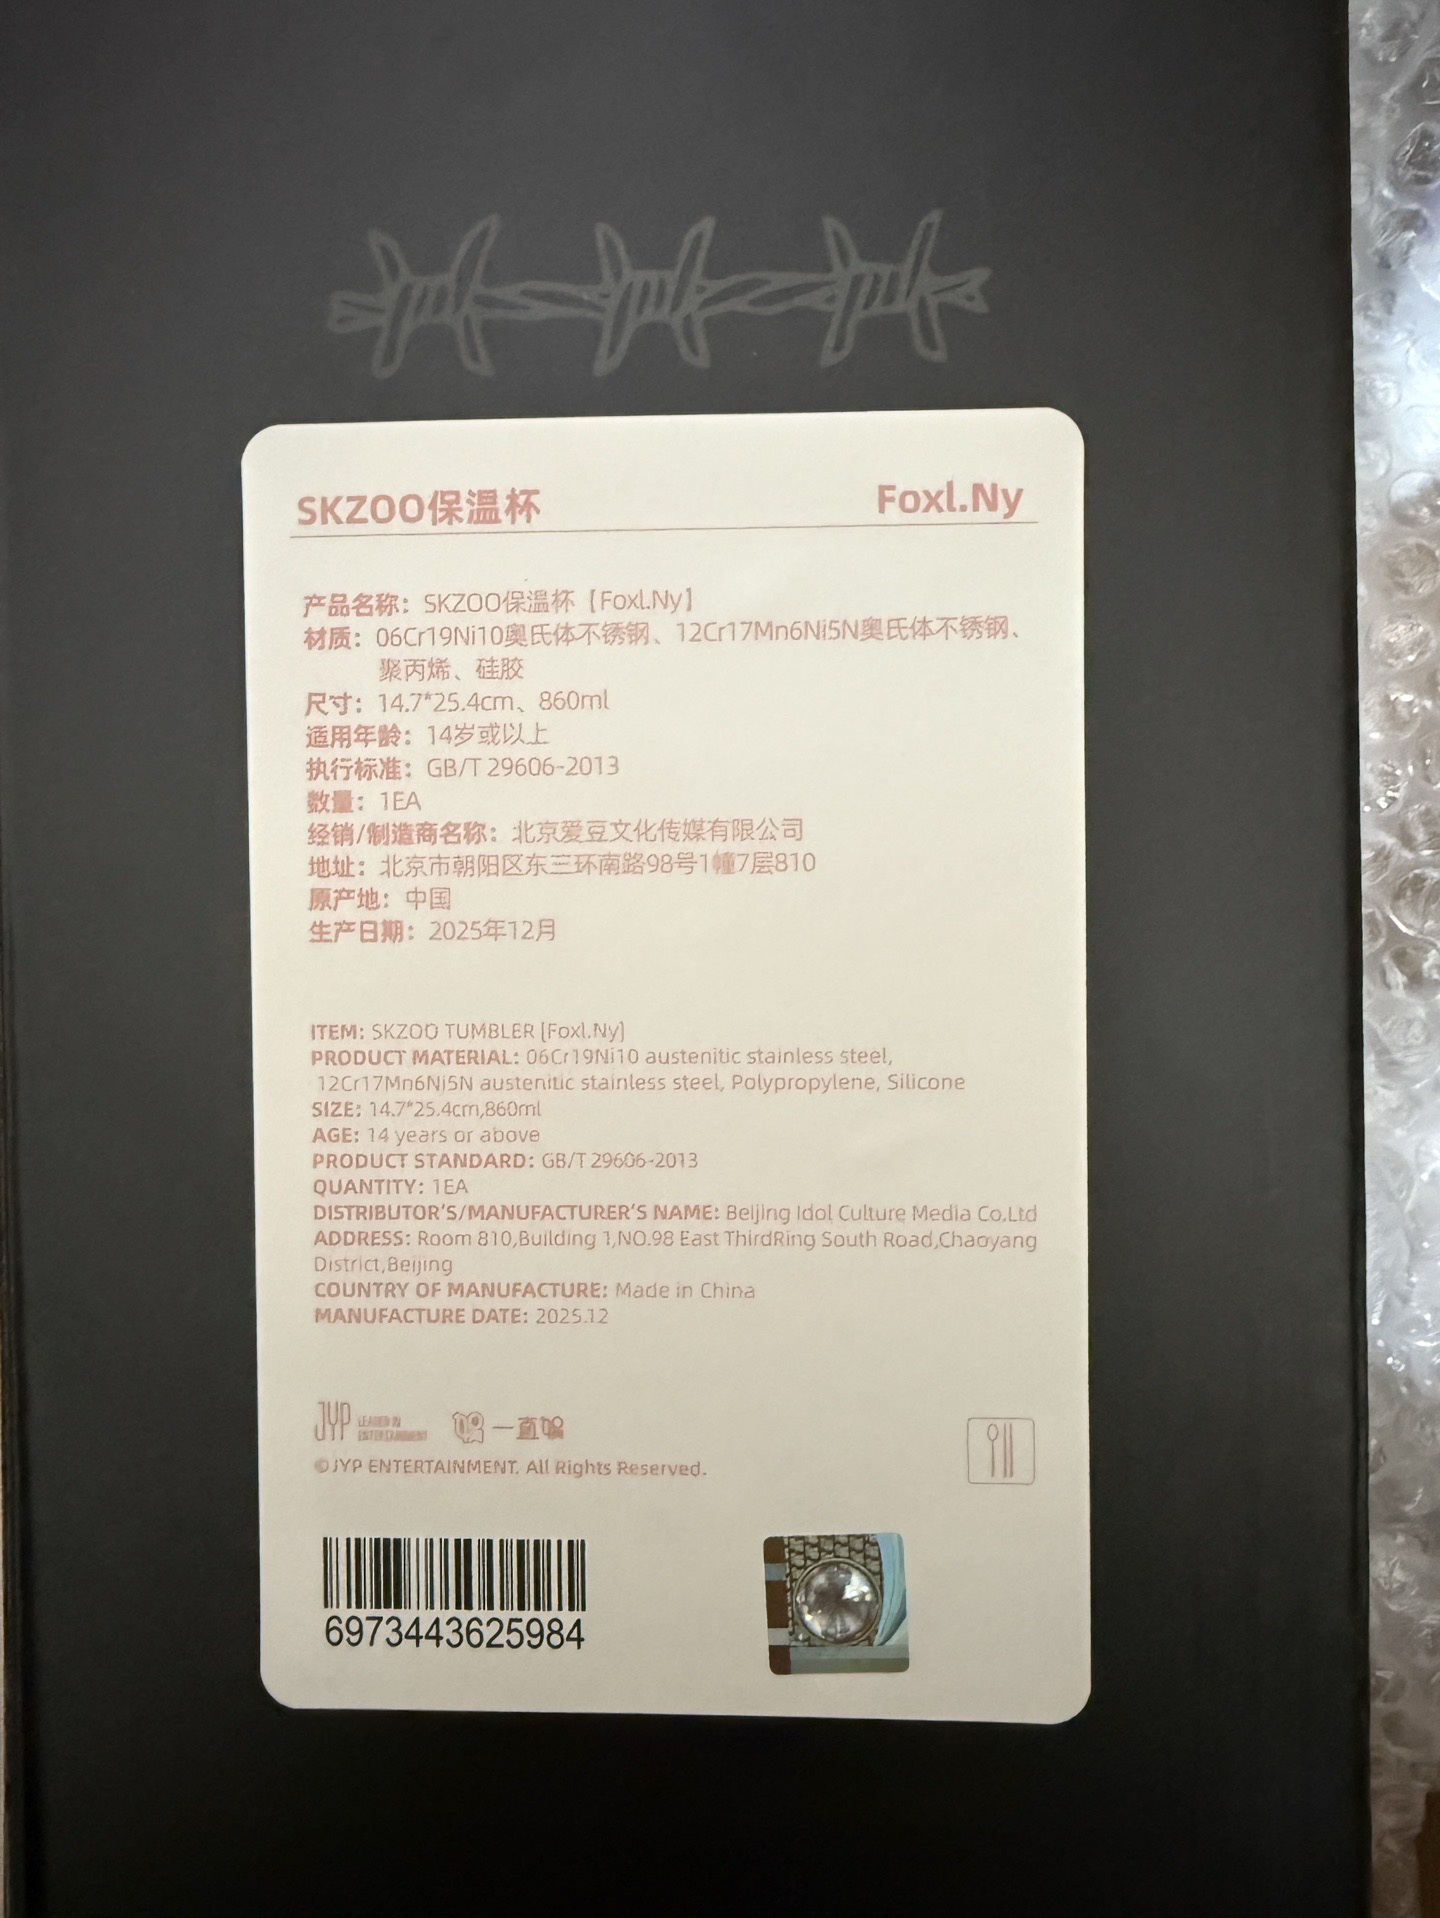 SKZOO保温杯
Foxl.Ny
产品名称：SKZOO保温杯【Foxl.Ny】
材质：06Cr19Ni10奥氏体不锈钢、12Cr17Mn6Ni5N奥氏体不锈钢、
聚丙烯、硅胶
尺寸：14.7*25.4cm、860ml
适用年龄：14岁或以上
执行标准：GB/T 29606-2013
数量：1EA
经销/制造商名称：北京爱豆文化传媒有限公司
地址：北京市朝阳区东三环南路98号1幢7层810
原产地：中国
生产日期：2025年12月
ITEM: SKZOO TUMBLER [Foxl.Ny]
PRODUCT MATERIAL: 06Cr19Ni10 austenitic stainless steel,
12Cr17Mn6Ni5N austenitic stainless steel, Polypropylene, Silicone
SIZE: 14.7*25.4cm,860ml
AGE: 14 years or above
PRODUCT STANDARD: GB/T 29606-2013
QUANTITY: 1EA
DISTRIBUTOR'S/MANUFACTURER'S NAME: Beijing Idol Culture Media Co.Ltd
ADDRESS: Room 810,Building 1,NO.98 East ThirdRing South Road,Chaoyang
District,Beijing
COUNTRY OF MANUFACTURE: Made in China
MANUFACTURE DATE: 2025.12
JYP LEADER IN
ENTERTAINMENT
一直娱
©JYP ENTERTAINMENT. All Rights Reserved.
6973443625984